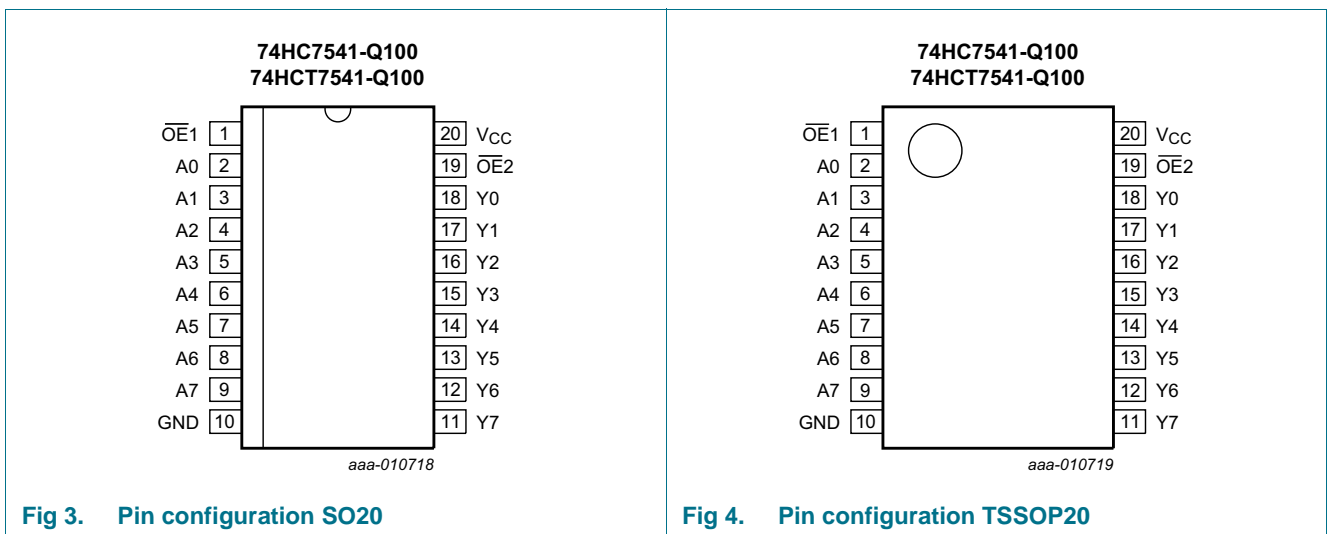 74HC7541-Q100
74HCT7541-Q100
OE1 1 20 VCC
A0 2 19 OE2
A1 3 18 Y0
A2 4 17 Y1
A3 5 16 Y2
A4 6 15 Y3
A5 7 14 Y4
A6 8 13 Y5
A7 9 12 Y6
GND 10 11 Y7
aaa-010718
Fig 3. Pin configuration SO20
74HC7541-Q100
74HCT7541-Q100
OE1 1 20 VCC
A0 2 19 OE2
A1 3 18 Y0
A2 4 17 Y1
A3 5 16 Y2
A4 6 15 Y3
A5 7 14 Y4
A6 8 13 Y5
A7 9 12 Y6
GND 10 11 Y7
aaa-010719
Fig 4. Pin configuration TSSOP20